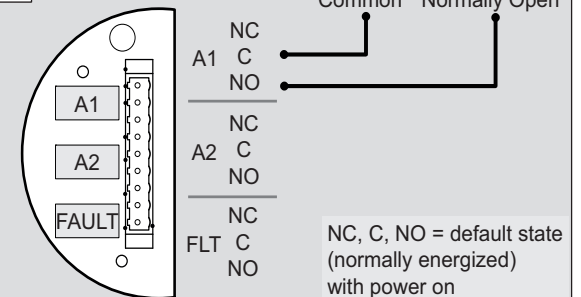 Common Normally Open
A1
A2
FAULT
A1
NC
C
NO
A2
NC
C
NO
FLT
NC
C
NO
NC, C, NO = default state
(normally energized)
with power on